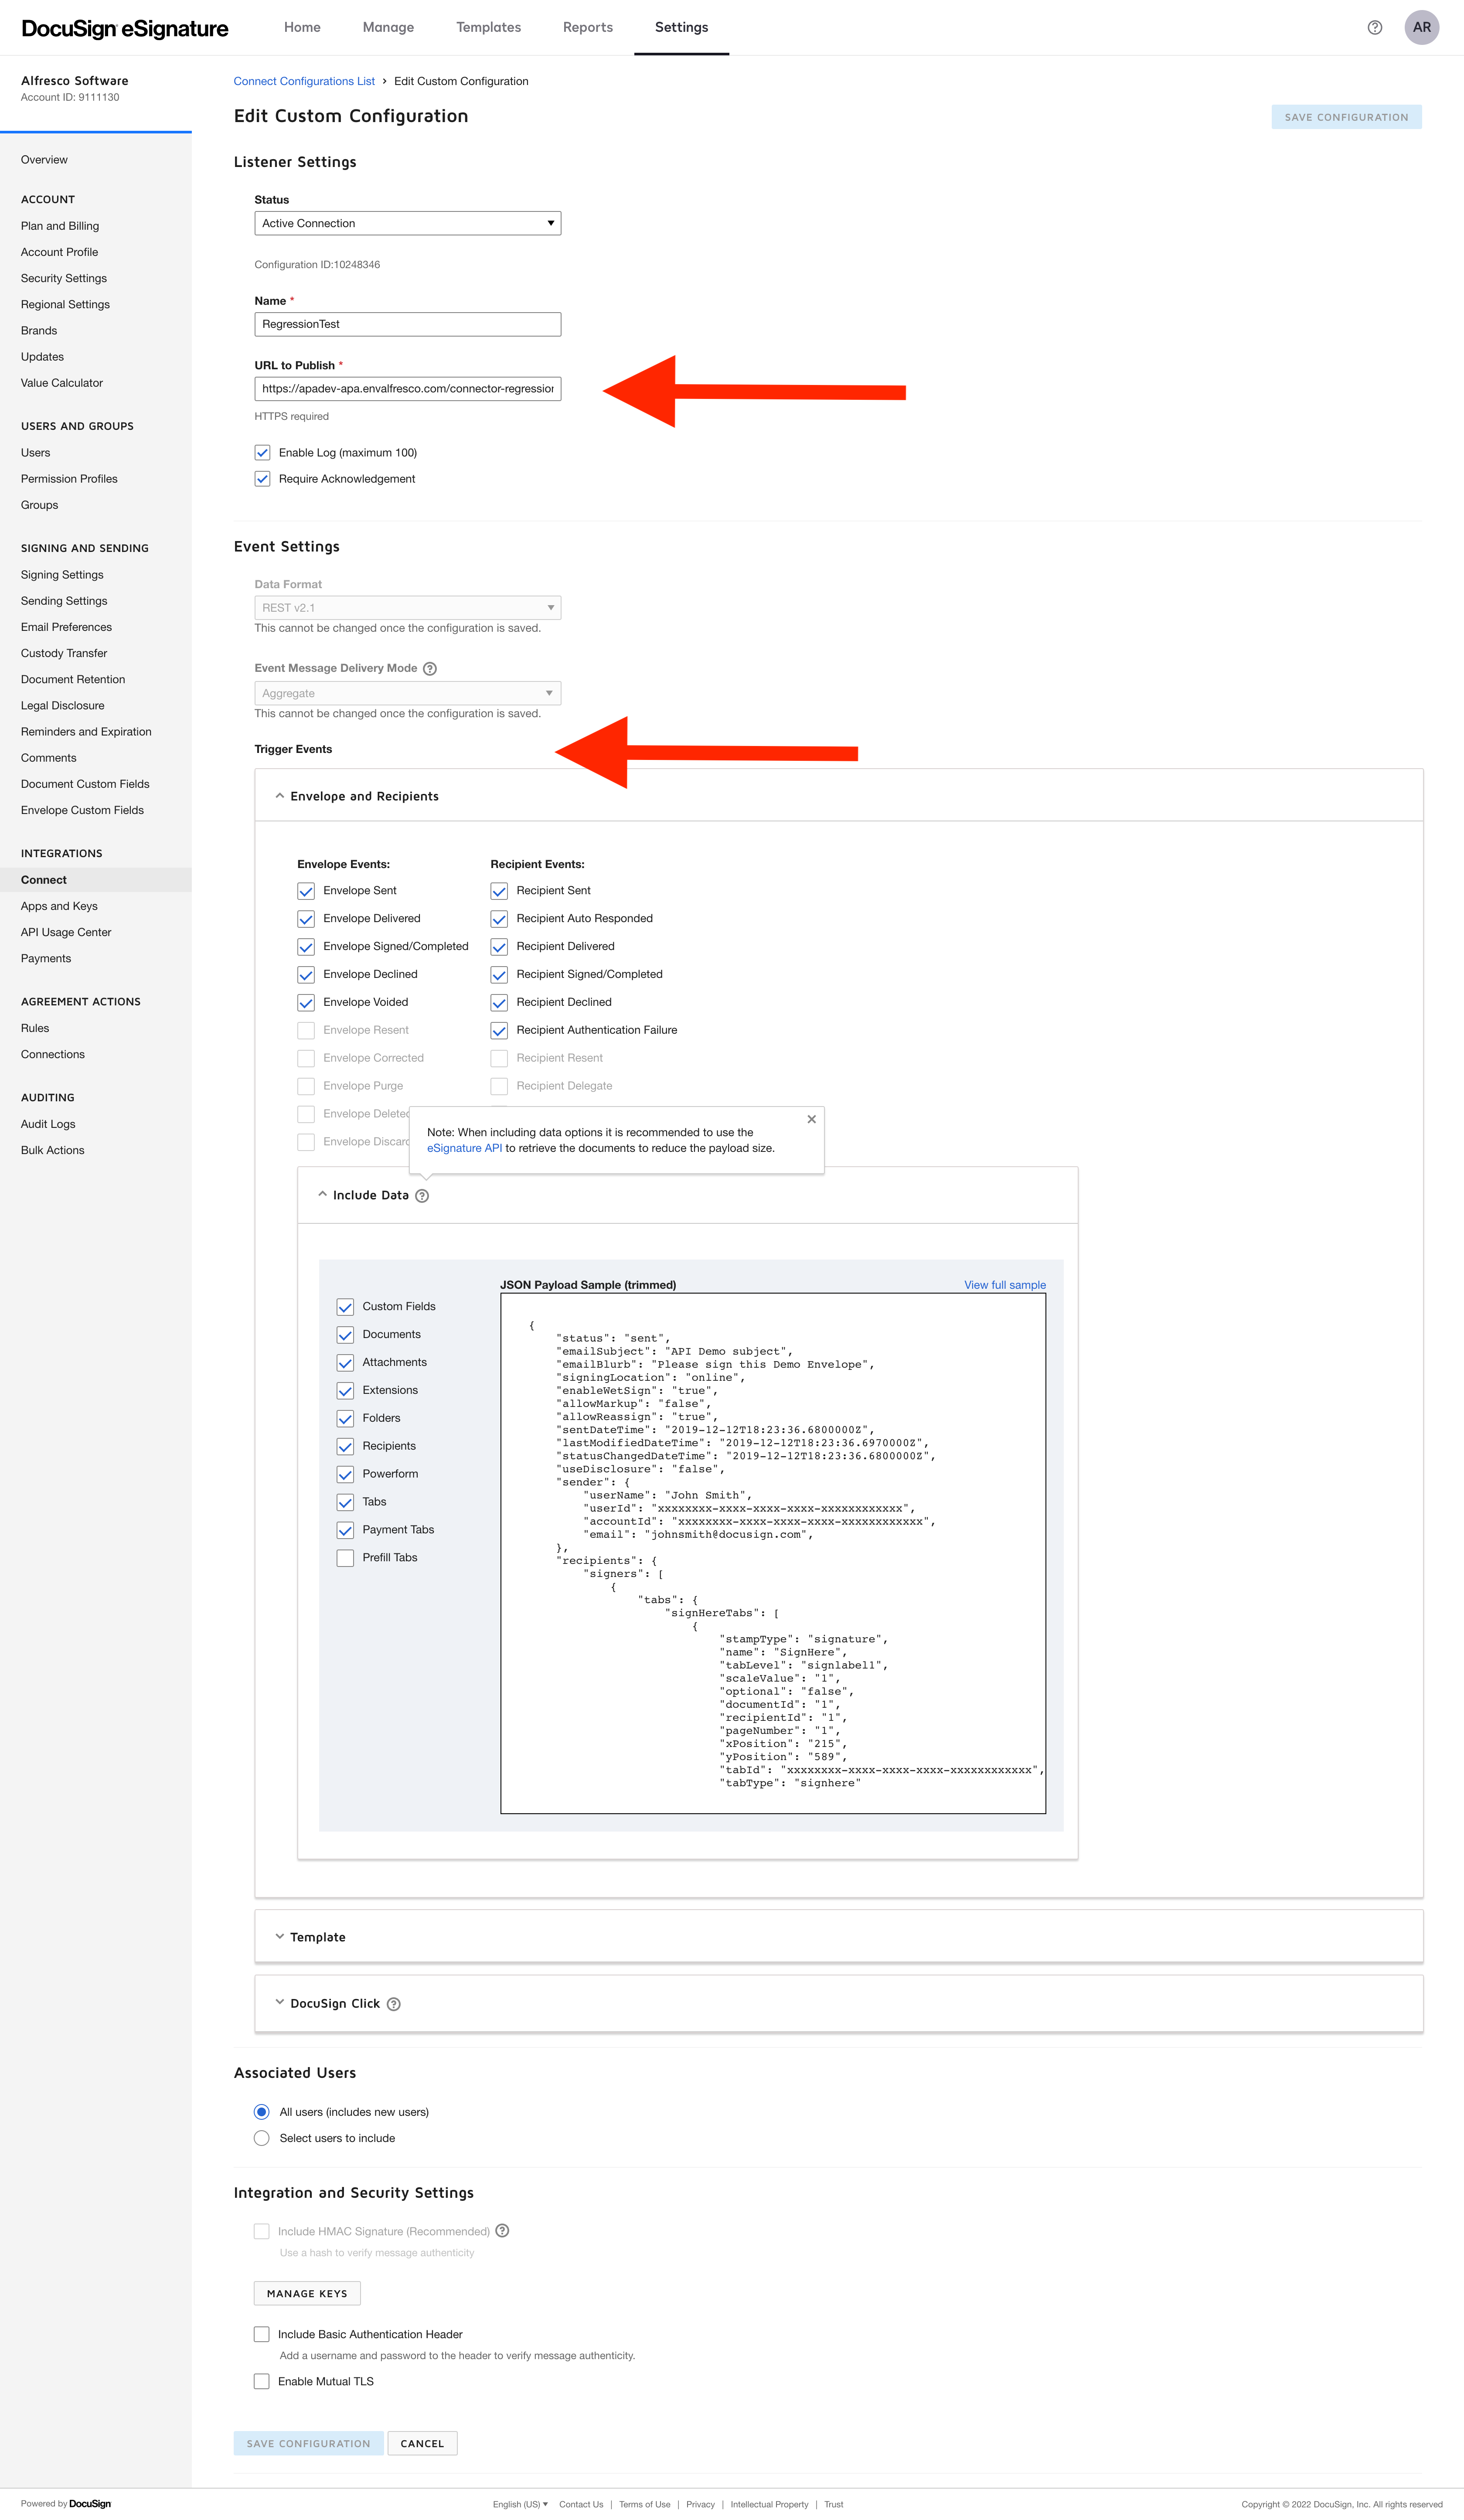 DocuSign eSignature
Home
Manage
Templates
Reports
Settings
AR
Alfresco Software
Account ID: 9111130
Overview
ACCOUNT
Plan and Billing
Account Profile
Security Settings
Regional Settings
Brands
Updates
Value Calculator
USERS AND GROUPS
Users
Permission Profiles
Groups
SIGNING AND SENDING
Signing Settings
Sending Settings
Email Preferences
Custody Transfer
Document Retention
Legal Disclosure
Reminders and Expiration
Comments
Document Custom Fields
Envelope Custom Fields
INTEGRATIONS
Connect
Apps and Keys
API Usage Center
Payments
AGREEMENT ACTIONS
Rules
Connections
AUDITING
Audit Logs
Bulk Actions
Connect Configurations List › Edit Custom Configuration
Edit Custom Configuration
SAVE CONFIGURATION
Listener Settings
Status
Active Connection
Configuration ID:10248346
Name *
RegressionTest
URL to Publish *
https://apadev-apa.envalfresco.com/connector-regression
HTTPS required
Enable Log (maximum 100)
Require Acknowledgement
Event Settings
Data Format
REST v2.1
This cannot be changed once the configuration is saved.
Event Message Delivery Mode ?
Aggregate
This cannot be changed once the configuration is saved.
Trigger Events
Envelope and Recipients
Envelope Events:
Envelope Sent
Envelope Delivered
Envelope Signed/Completed
Envelope Declined
Envelope Voided
Envelope Resent
Envelope Corrected
Envelope Purge
Envelope Deleted
Envelope Discard
Recipient Events:
Recipient Sent
Recipient Auto Responded
Recipient Delivered
Recipient Signed/Completed
Recipient Declined
Recipient Authentication Failure
Recipient Resent
Recipient Delegate
Note: When including data options it is recommended to use the
eSignature API to retrieve the documents to reduce the payload size.
Include Data ?
Custom Fields
Documents
Attachments
Extensions
Folders
Recipients
Powerform
Tabs
Payment Tabs
Prefill Tabs
JSON Payload Sample (trimmed)
View full sample
{
"status": "sent",
"emailSubject": "API Demo subject",
"emailBlurb": "Please sign this Demo Envelope",
"signingLocation": "online",
"enableWetSign": "true",
"allowMarkup": "false",
"allowReassign": "true",
"sentDateTime": "2019-12-12T18:23:36.6800000Z",
"lastModifiedDateTime": "2019-12-12T18:23:36.6970000Z",
"statusChangedDateTime": "2019-12-12T18:23:36.6800000Z",
"useDisclosure": "false",
"sender": {
"userName": "John Smith",
"userId": "xxxxxxxx-xxxx-xxxx-xxxx-xxxxxxxxxxxx",
"accountId": "xxxxxxxx-xxxx-xxxx-xxxx-xxxxxxxxxxxx",
"email": "johnsmith@docusign.com",
},
"recipients": {
"signers": [
{
"tabs": {
"signHereTabs": [
{
"stampType": "signature",
"name": "SignHere",
"tabLevel": "signlabel1",
"scaleValue": "1",
"optional": "false",
"documentId": "1",
"recipientId": "1",
"pageNumber": "1",
"xPosition": "215",
"yPosition": "589",
"tabId": "xxxxxxxx-xxxx-xxxx-xxxx-xxxxxxxxxxxx",
"tabType": "signhere"
Template
DocuSign Click ?
Associated Users
All users (includes new users)
Select users to include
Integration and Security Settings
Include HMAC Signature (Recommended) ?
Use a hash to verify message authenticity
MANAGE KEYS
Include Basic Authentication Header
Add a username and password to the header to verify message authenticity.
Enable Mutual TLS
SAVE CONFIGURATION
CANCEL
Powered by DocuSign
English (US) ▼ Contact Us | Terms of Use | Privacy | Intellectual Property | Trust
Copyright © 2022 DocuSign, Inc. All rights reserved